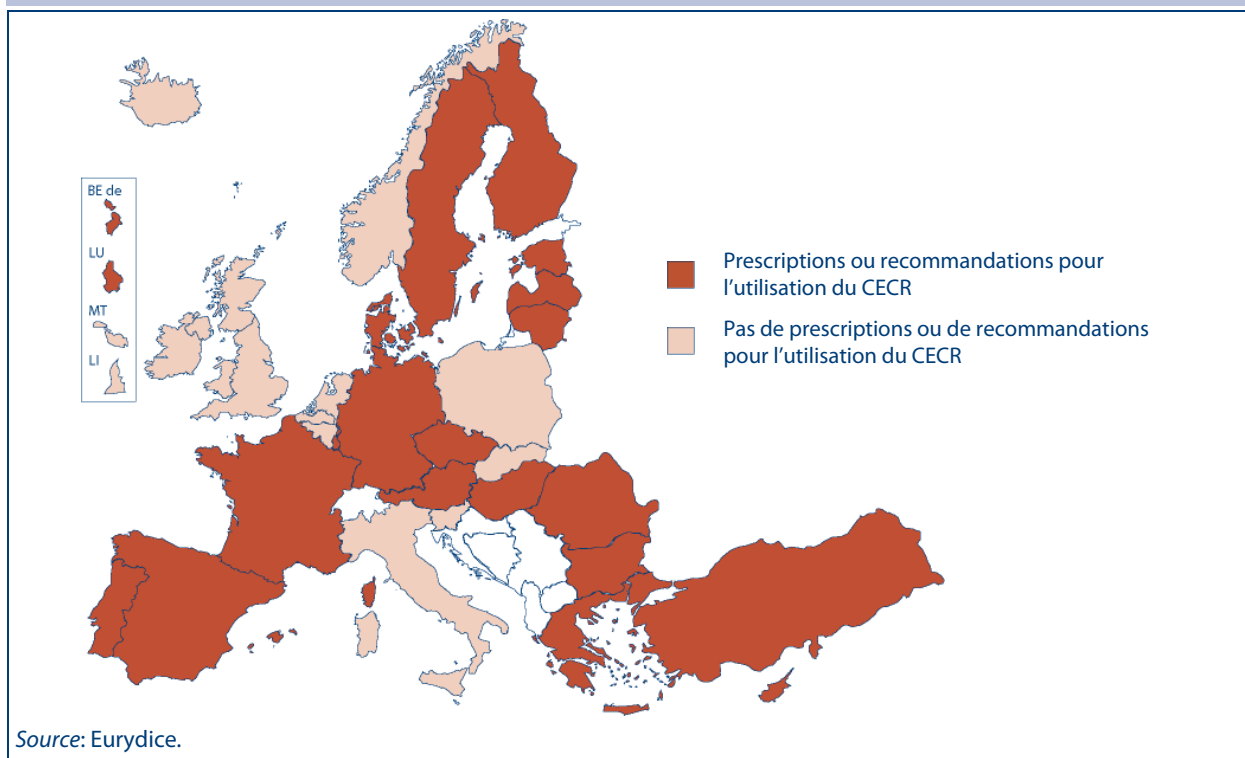 BE de
LU
MT
LI
Prescriptions ou recommandations pour
l’utilisation du CECR
Pas de prescriptions ou de recommandations
pour l’utilisation du CECR
Source: Eurydice.